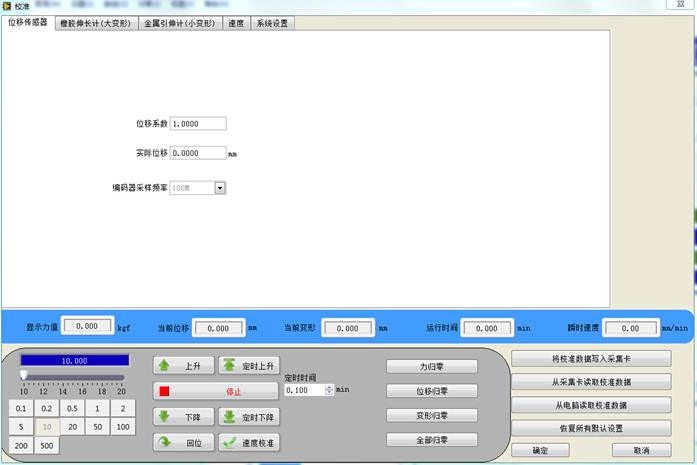 校准
位移传感器 橡胶伸长计(大变形) 金属引伸计(小变形) 速度 系统设置
位移系数 1.0000
实际位移 0.0000 mm
编码器采样频率 100M
显示力值 0.000 kgf 当前位移 0.000 mm 当前变形 0.000 mm 运行时间 0.000 min 瞬时速度 0.00 mm/min
10.000
10 12 14 16 18 20
0.1 0.2 0.5 1 2
5 10 20 50 100
200 500
上升 定时上升
停止
下降 定时下降
回位 速度校准
定时时间
0.100 min
力归零
位移归零
变形归零
全部归零
将校准数据写入采集卡
从采集卡读取校准数据
从电脑读取校准数据
恢复所有默认设置
确定 取消